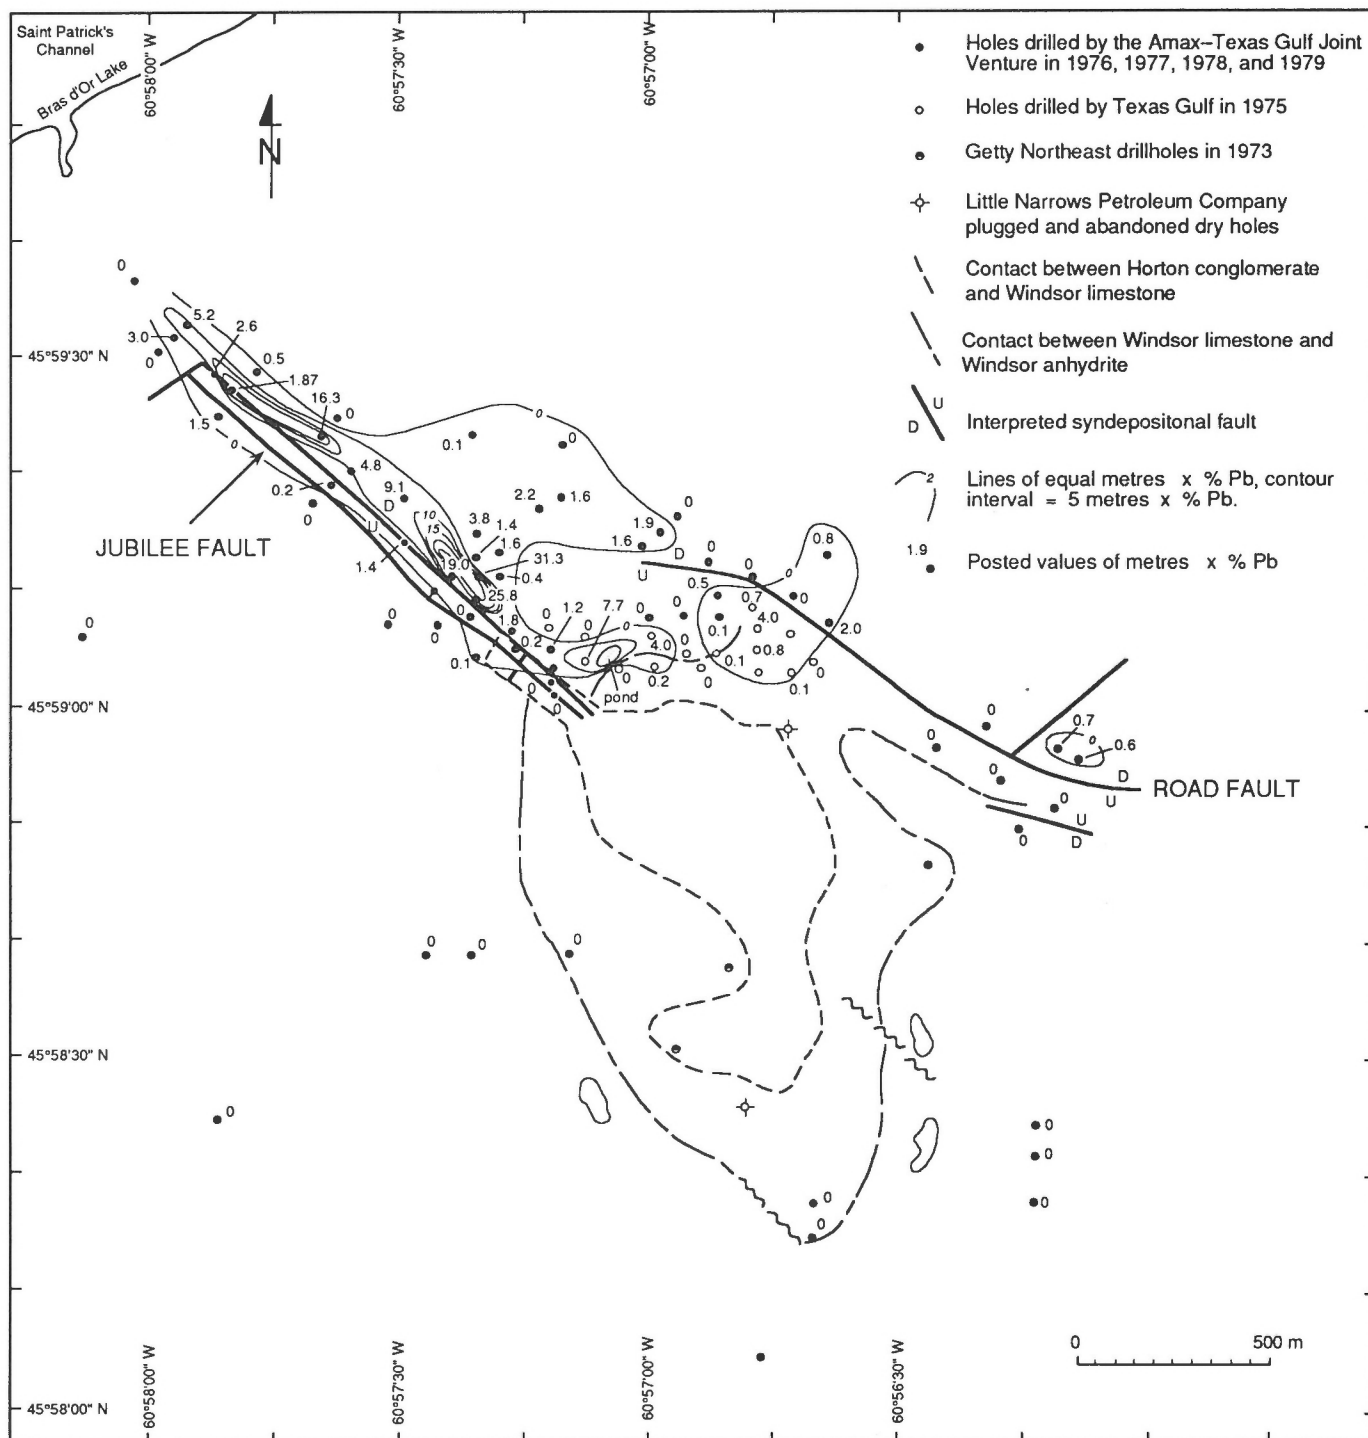 Saint Patrick's
Channel
Bras d'Or Lake
60°58'00" W
60°57'30" W
60°57'00" W
N
Holes drilled by the Amax–Texas Gulf Joint
Venture in 1976, 1977, 1978, and 1979
Holes drilled by Texas Gulf in 1975
Getty Northeast drillholes in 1973
Little Narrows Petroleum Company
plugged and abandoned dry holes
Contact between Horton conglomerate
and Windsor limestone
Contact between Windsor limestone and
Windsor anhydrite
U
D
Interpreted syndepositonal fault
2
Lines of equal metres x % Pb, contour
interval = 5 metres x % Pb.
1.9
Posted values of metres x % Pb
0
5.2
3.0
2.6
0
0.5
45°59'30" N
1.87
16.3
0
1.5
0
0.1
0
0
4.8
0.2
9.1
D
0
U
10
15
3.8
1.4
1.6
2.2
1.6
1.9
0
1.6
D
U
JUBILEE FAULT
1.4
19.0
31.3
0.4
25.8
0
0
0
0.8
0
0.5
0.7
4.0
2.0
0
0
0
0
1.8
0.2
1.2
7.7
0
0
0
4.0
0
0
0.1
0.1
0.8
0.1
0
0.1
0
0
0
0.2
0
pond
45°59'00" N
0
0
0.7
0
0.6
0
D
U
ROAD FAULT
0
U
D
0
0
0
0
45°58'30" N
0
0
0
0
0
0
0 500 m
45°58'00" N
60°58'00" W
60°57'30" W
60°57'00" W
60°56'30" W